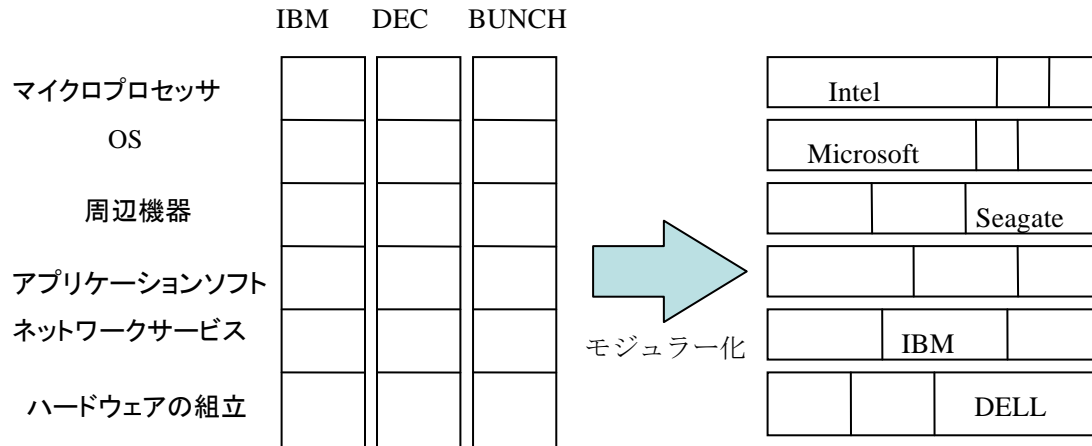 IBM DEC BUNCH
マイクロプロセッサ
Intel
OS
Microsoft
周辺機器
Seagate
アプリケーションソフト
ネットワークサービス
IBM
モジュラー化
ハードウェアの組立
DELL